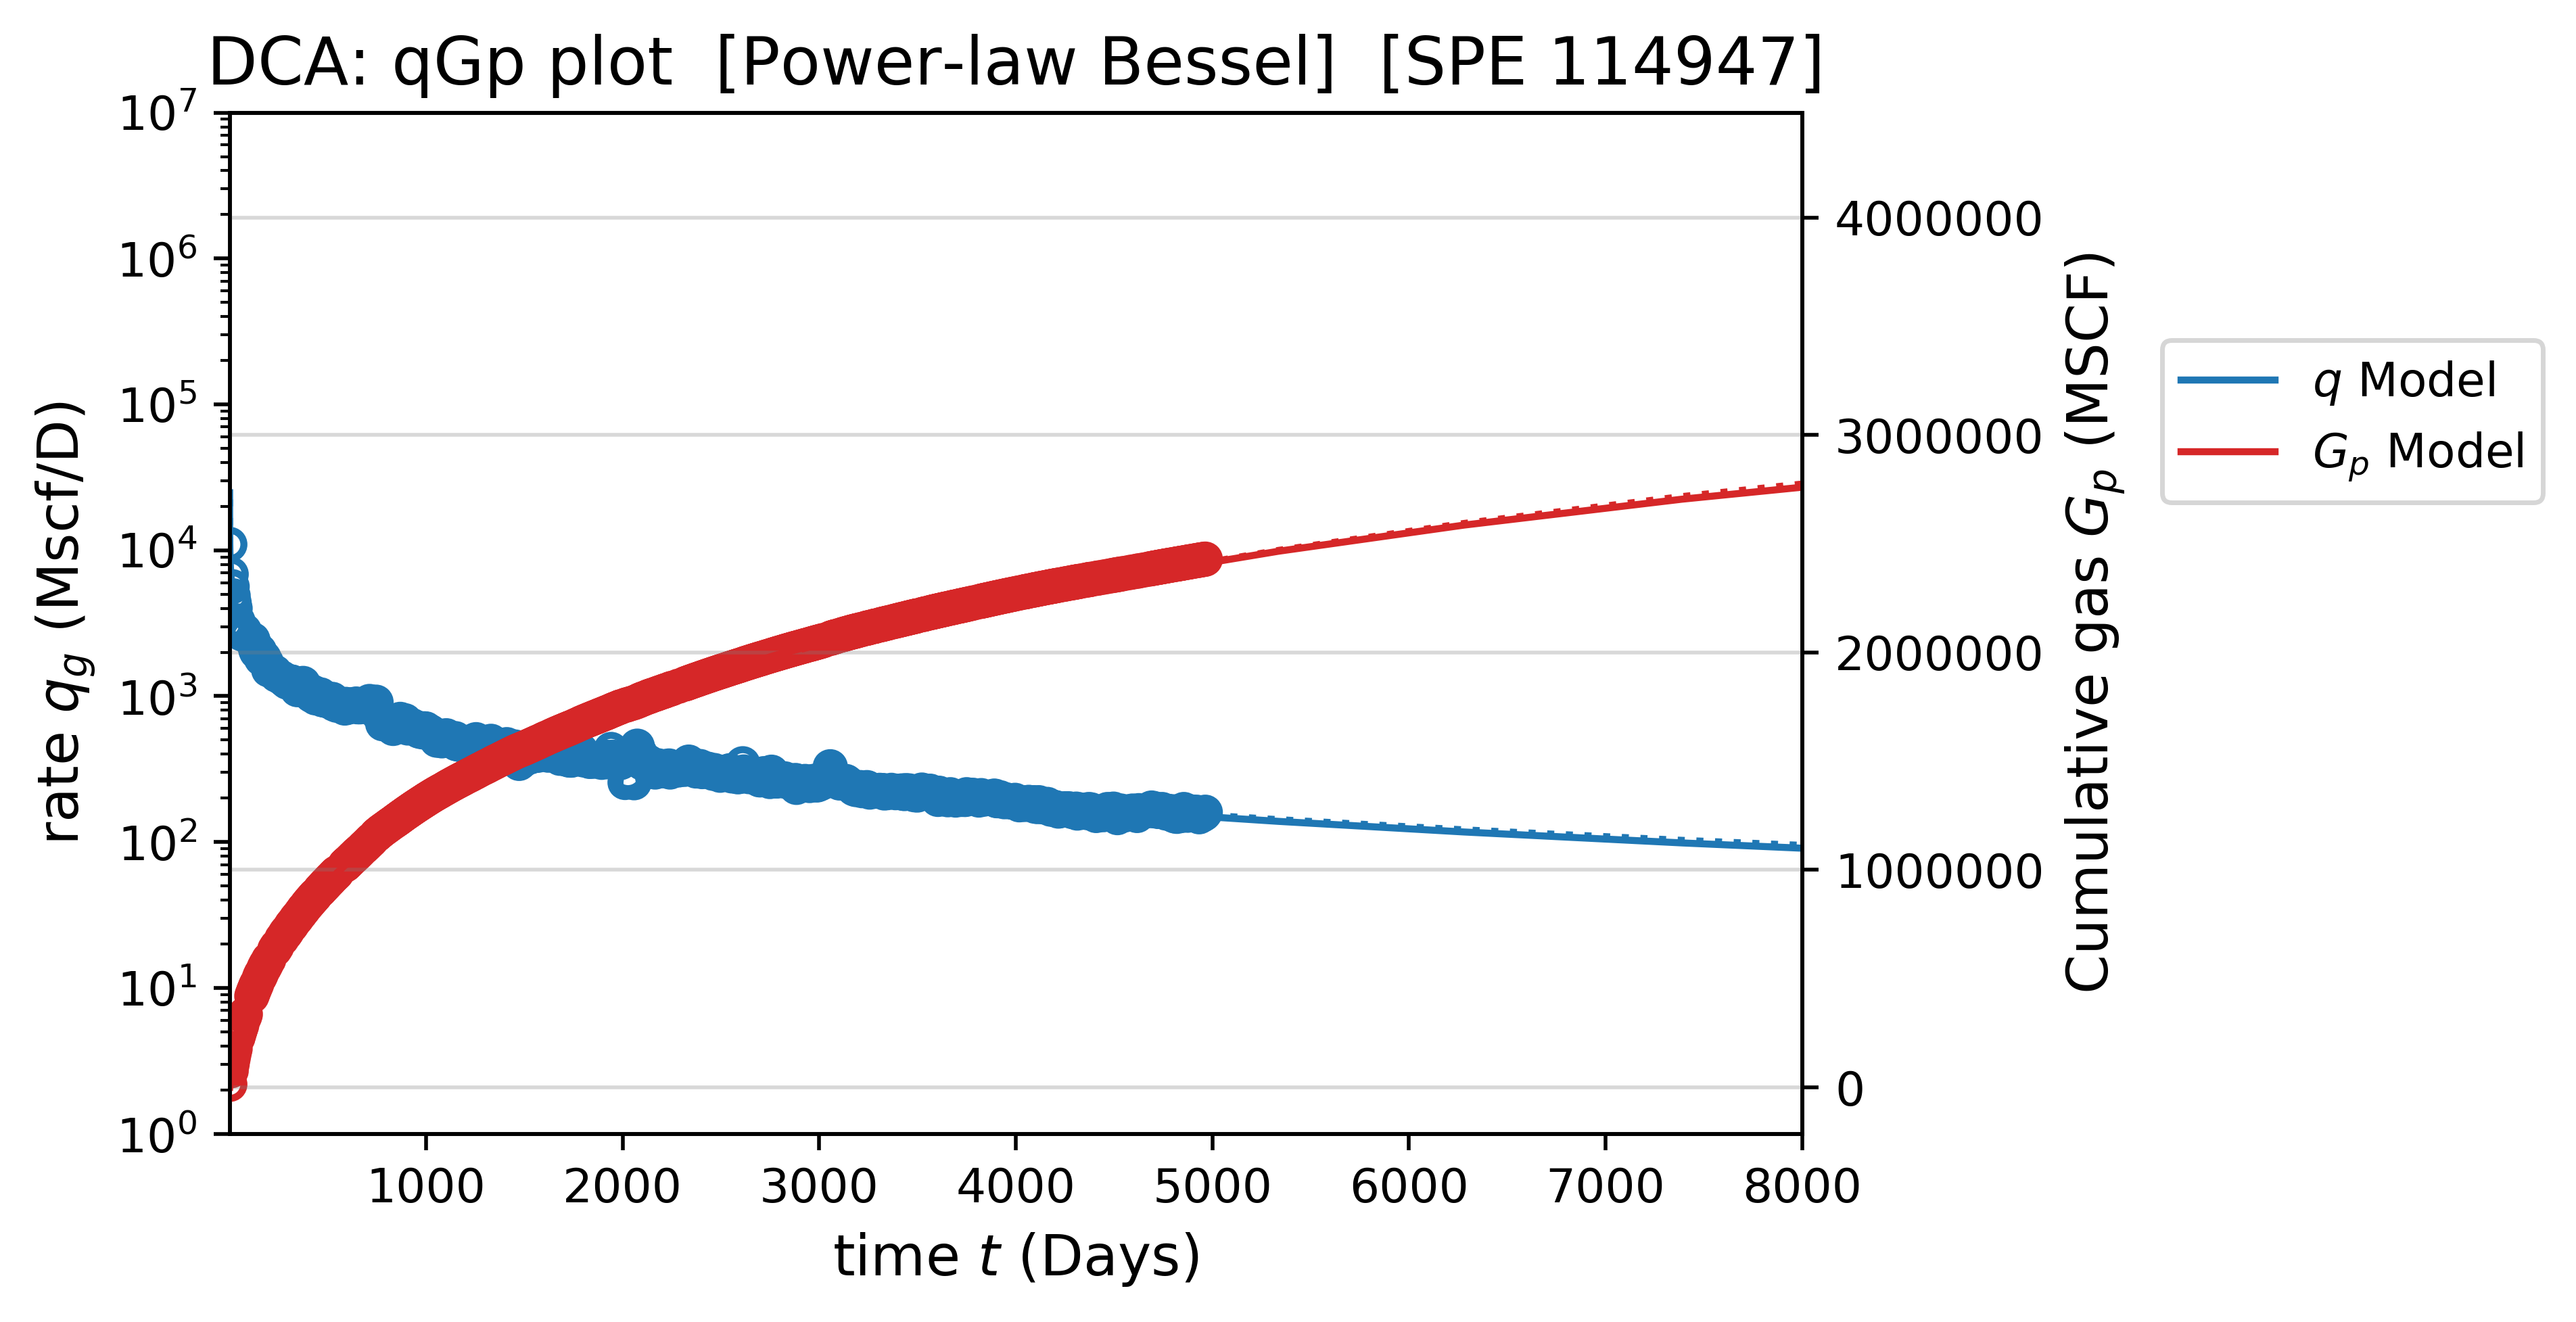 DCA: qGp plot [Power-law Bessel] [SPE 114947]
rate q_g (Mscf/D)
10^7
10^6
10^5
10^4
10^3
10^2
10^1
10^0
1000 2000 3000 4000 5000 6000 7000 8000
time t (Days)
4000000
3000000
2000000
1000000
0
Cumulative gas G_p (MSCF)
q Model
G_p Model